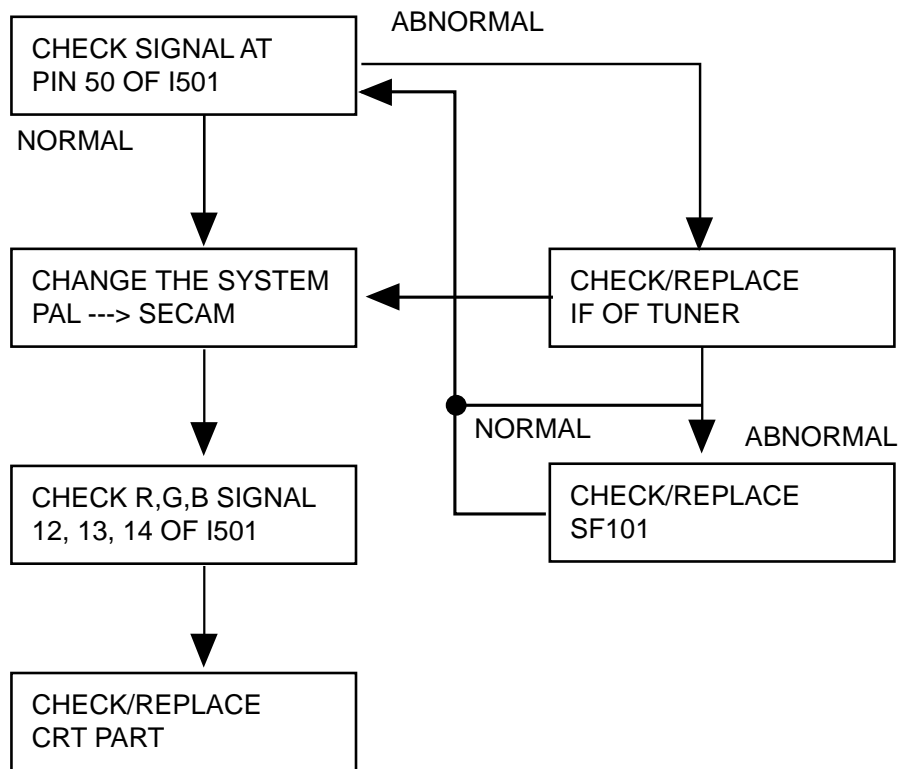 ABNORMAL
CHECK SIGNAL AT
PIN 50 OF I501
NORMAL
CHANGE THE SYSTEM
PAL ---> SECAM
CHECK/REPLACE
IF OF TUNER
NORMAL
ABNORMAL
CHECK R,G,B SIGNAL
12, 13, 14 OF I501
CHECK/REPLACE
SF101
CHECK/REPLACE
CRT PART